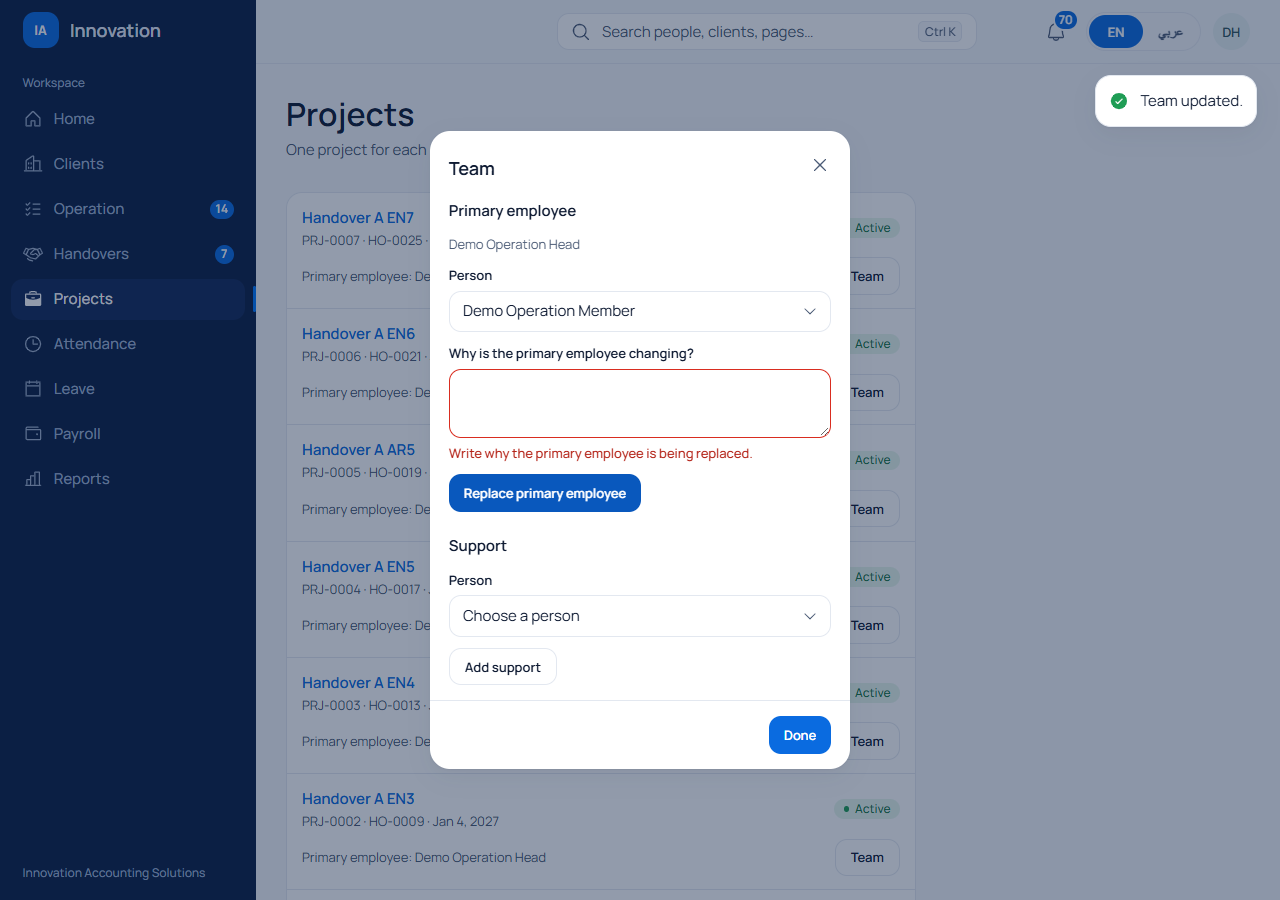 IA Innovation
Search people, clients, pages... Ctrl K
70
EN عربي DH
Workspace
Home
Clients
Operation 14
Handovers 7
Projects
Attendance
Leave
Payroll
Reports
Innovation Accounting Solutions
Team updated.
Projects
One project for each
Handover A EN7
PRJ-0007 · HO-0025 ·
Active
Primary employee: De
Team
Handover A EN6
PRJ-0006 · HO-0021 ·
Active
Primary employee: De
Team
Handover A AR5
PRJ-0005 · HO-0019 ·
Active
Primary employee: De
Team
Handover A EN5
PRJ-0004 · HO-0017 ·
Active
Primary employee: De
Team
Handover A EN4
PRJ-0003 · HO-0013 ·
Active
Primary employee: De
Team
Handover A EN3
PRJ-0002 · HO-0009 · Jan 4, 2027
Active
Primary employee: Demo Operation Head
Team
Team
Primary employee
Demo Operation Head
Person
Demo Operation Member
Why is the primary employee changing?
Write why the primary employee is being replaced.
Replace primary employee
Support
Person
Choose a person
Add support
Done